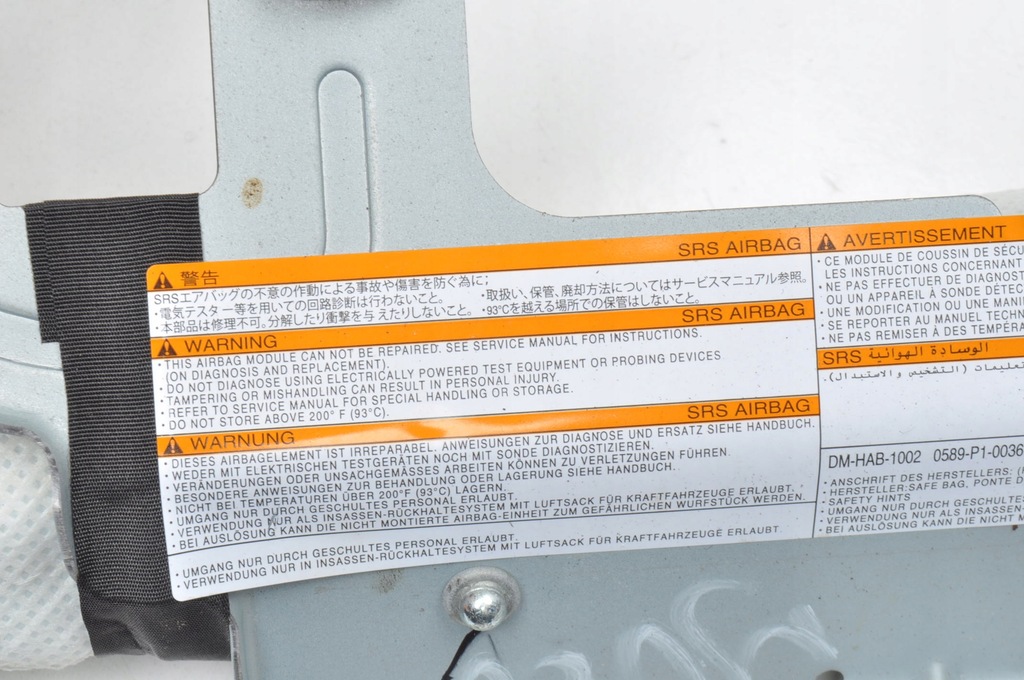 警告 SRS AIRBAG
SRSエアバッグの不意の作動による事故や傷害を防ぐ為に;
・電気テスター等を用いての回路診断は行わないこと。 ・取扱い、保管、廃却方法についてはサービスマニュアル参照。
・本部品は修理不可。分解したり衝撃を与えたりしないこと。 ・93℃を越える場所での保管はしないこと。
WARNING SRS AIRBAG
・THIS AIRBAG MODULE CAN NOT BE REPAIRED. SEE SERVICE MANUAL FOR INSTRUCTIONS.
(ON DIAGNOSIS AND REPLACEMENT).
・DO NOT DIAGNOSE USING ELECTRICALLY POWERED TEST EQUIPMENT OR PROBING DEVICES
・TAMPERING OR MISHANDLING CAN RESULT IN PERSONAL INJURY.
・REFER TO SERVICE MANUAL FOR SPECIAL HANDLING OR STORAGE.
・DO NOT STORE ABOVE 200° F (93°C).
WARNUNG SRS AIRBAG
・DIESES AIRBAGELEMENT IST IRREPARABEL. ANWEISUNGEN ZUR DIAGNOSE UND ERSATZ SIEHE HANDBUCH.
・WEDER MIT ELEKTRISCHEN TESTGERÄTEN NOCH MIT SONDE DIAGNOSTIZIEREN.
・VERÄNDERUNGEN ODER UNSACHGEMÄSSES ARBEITEN KÖNNEN ZU VERLETZUNGEN FÜHREN.
・BESONDERE ANWEISUNGEN ZUR BEHANDLUNG ODER LAGERUNG SIEHE HANDBUCH.
・NICHT BEI TEMPERATUREN ÜBER 200°F (93°C) LAGERN.
・UMGANG NUR DURCH GESCHULTES PERSONAL ERLAUBT.
・VERWENDUNG NUR ALS INSASSEN-RÜCKHALTESYSTEM MIT LUFTSACK FÜR KRAFTFAHRZEUGE ERLAUBT.
・BEI AUSLÖSUNG KANN DIE NICHT MONTIERTE AIRBAG-EINHEIT ZUM GEFÄHRLICHEN WURFSTÜCK WERDEN.
・UMGANG NUR DURCH GESCHULTES PERSONAL ERLAUBT.
・VERWENDUNG NUR IN INSASSEN-RÜCKHALTESYSTEM MIT LUFTSACK FÜR KRAFTFAHRZEUGE ERLAUBT.
AVERTISSEMENT
・CE MODULE DE COUSSIN DE SÉCU
LES INSTRUCTIONS CONCERNANT
・NE PAS EFFECTUER DE DIAGNOST
OU UN APPAREIL À SONDE DE DÉTEC
・UNE MODIFICATION OU UNE MANIE
・SE REPORTER AU MANUEL TECHN
・NE PAS REMISER À DES TEMPÉRA
SRS الوسادة الهوائية
تعليمات (التشخيص والاستبدال).
DM-HAB-1002 0589-P1-0036
・ANSCHRIFT DES HERSTELLERS: (
・HERSTELLER:SAFE BAG, PONTE D
・SAFETY HINTS
・UMGANG NUR DURCH GESCHULTES
・VERWENDUNG NUR ALS INSASSEN
・BEI AUSLÖSUNG KANN DIE NICHT M